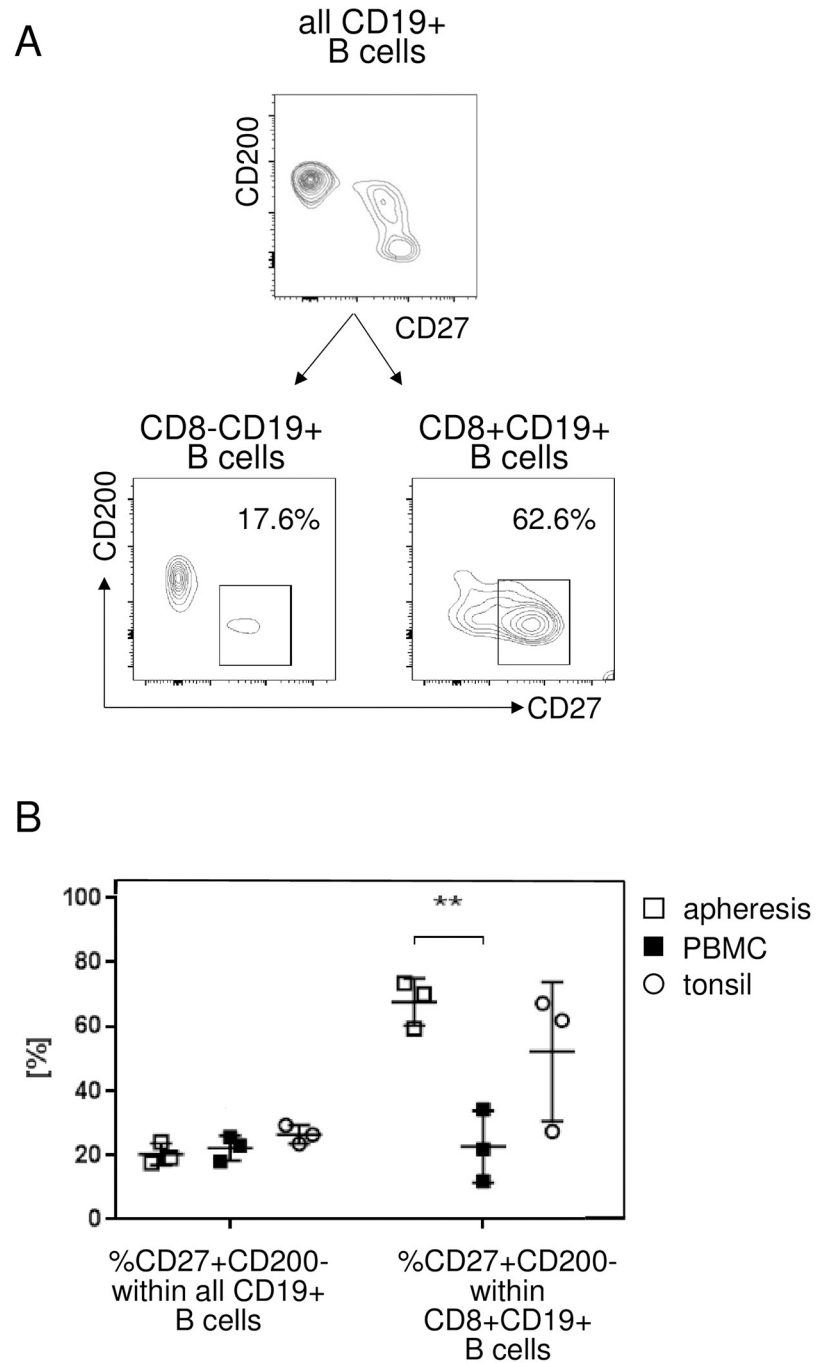 A
all CD19+
B cells
CD200
CD27
CD8-CD19+
B cells
CD8+CD19+
B cells
CD200
17.6%
62.6%
CD27
B
100
80
60
40
20
0
[%]
**
apheresis
PBMC
tonsil
%CD27+CD200-
within all CD19+
B cells
%CD27+CD200-
within
CD8+CD19+
B cells